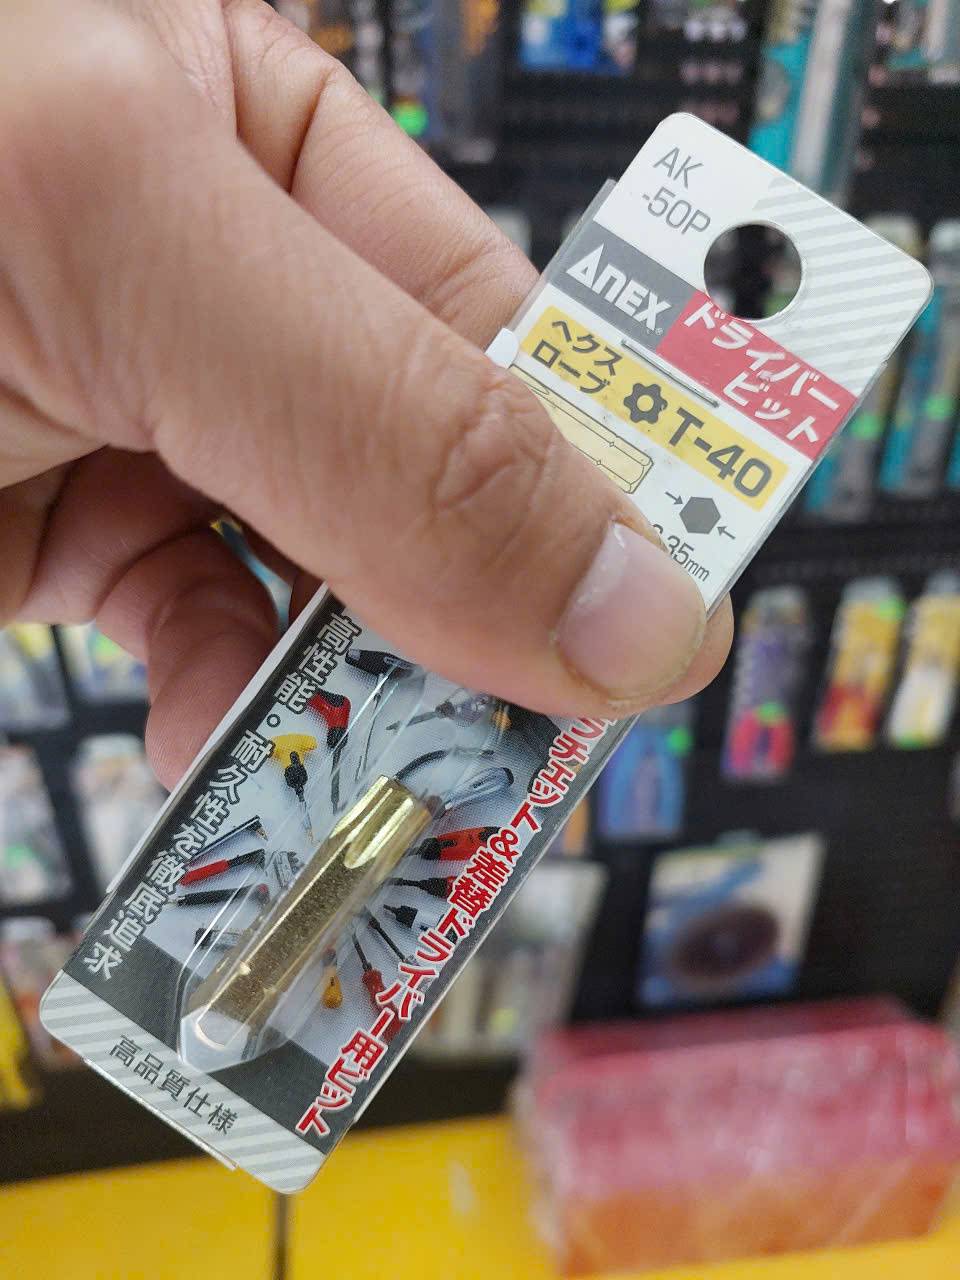 AK
-50P
ANEX®
ドライバー
ビット
ヘクス
ローブ
T-40
.35mm
高性能・耐久性を徹底追求
ラチェット&差替ドライバー用ビット
高品質仕様